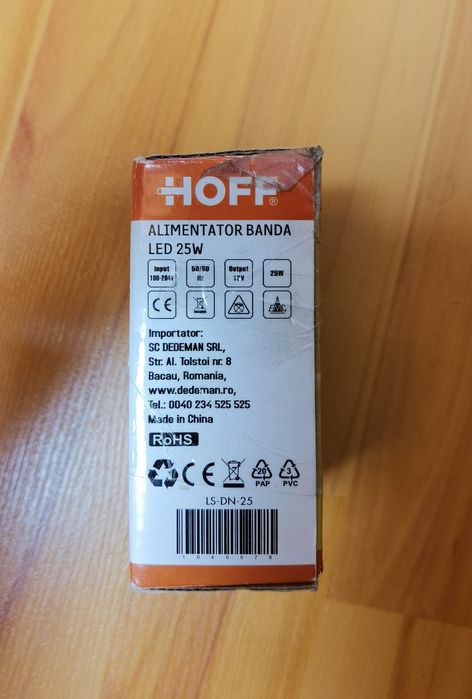 HOFF®
ALIMENTATOR BANDA
LED 25W
Input 50/60 Output 25W
100-264V Hz 12V
CE
Importator:
SC DEDEMAN SRL,
Str. Al. Tolstoi nr. 8
Bacau, Romania,
www.dedeman.ro,
Tel.: 0040 234 525 525
Made in China
RoHS
CE 20 3
PAP PVC
LS-DN-25